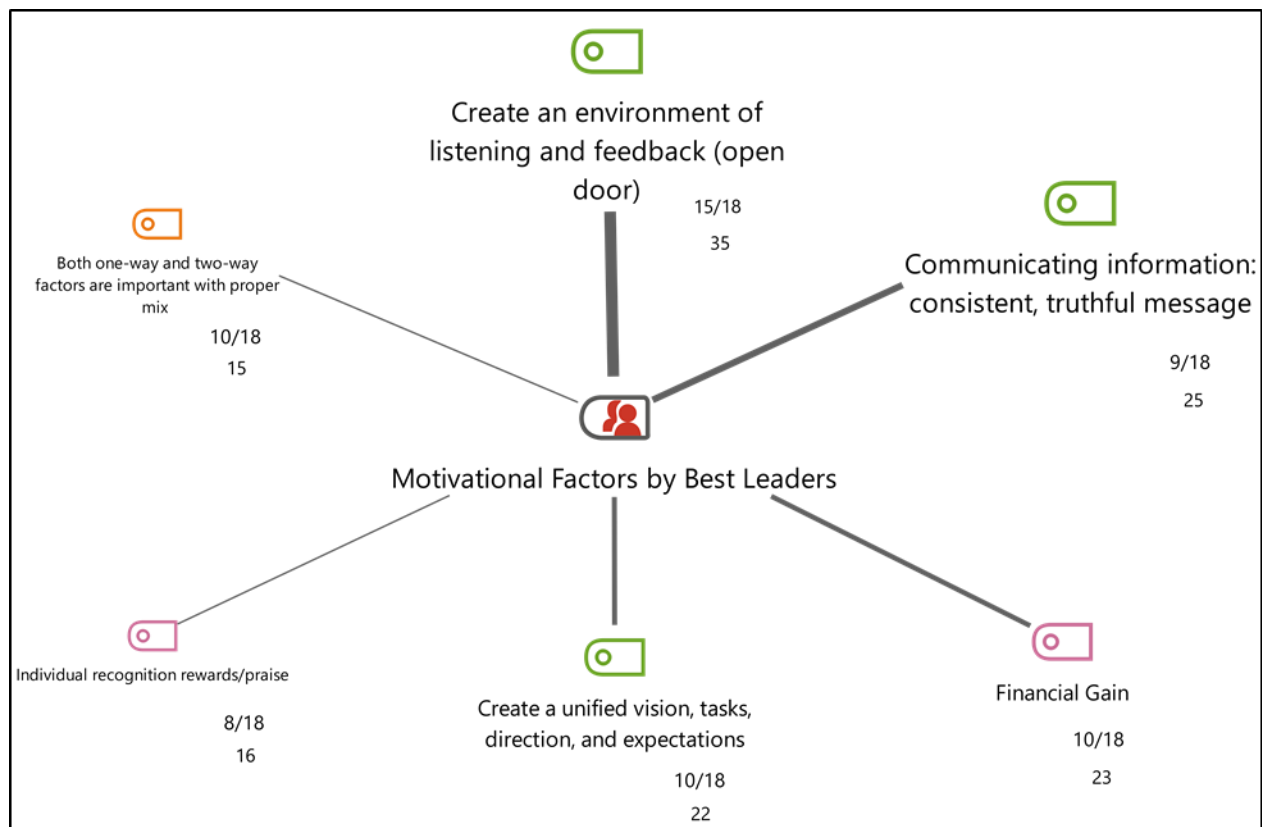 Create an environment of
listening and feedback (open
door)
15/18
35
Both one-way and two-way
factors are important with proper
mix
10/18
15
Communicating information:
consistent, truthful message
9/18
25
Motivational Factors by Best Leaders
Individual recognition rewards/praise
8/18
16
Create a unified vision, tasks,
direction, and expectations
10/18
22
Financial Gain
10/18
23